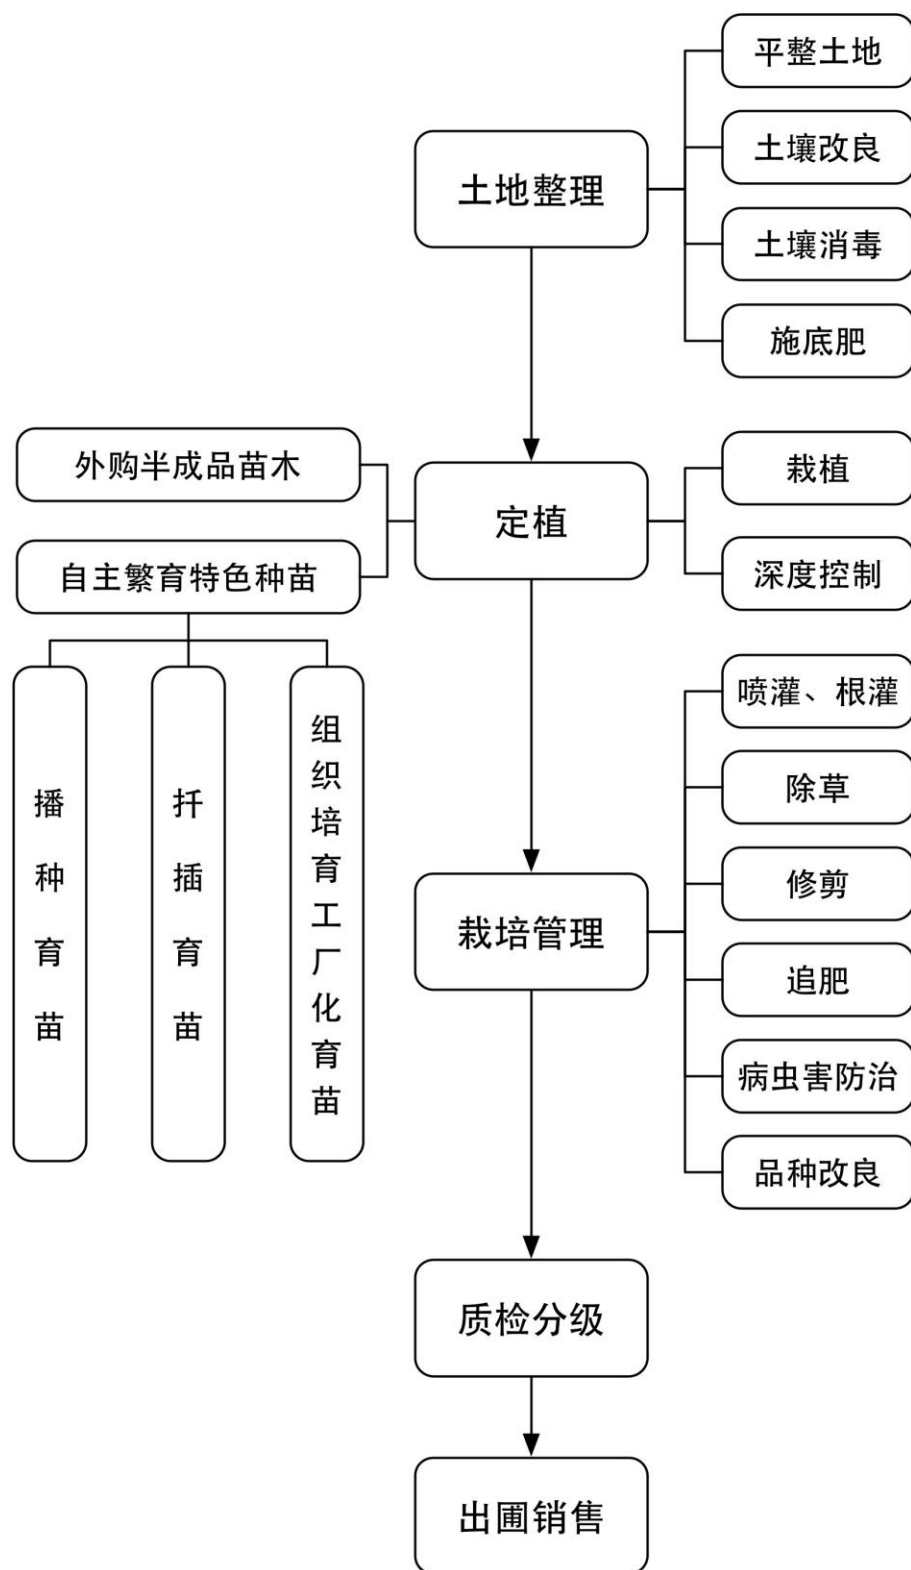 平整土地
土壤改良
土地整理
土壤消毒
施底肥
外购半成品苗木
自主繁育特色种苗
定植
栽植
深度控制
播种育苗
扦插育苗
组织培育工厂化育苗
喷灌、根灌
除草
修剪
栽培管理
追肥
病虫害防治
品种改良
质检分级
出圃销售